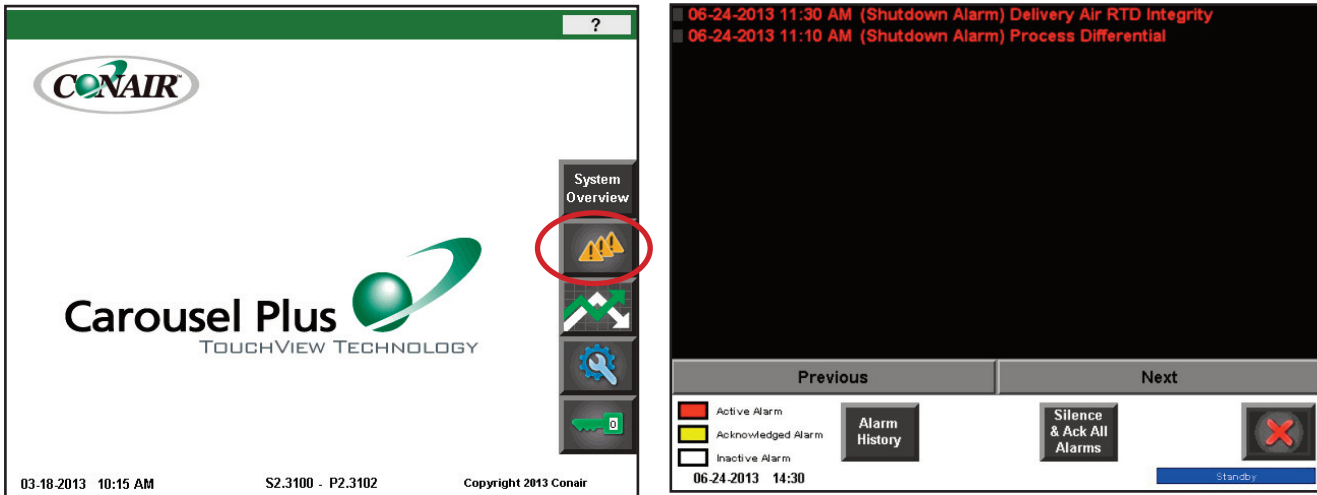 ?
CONAIR™
System
Overview
Carousel Plus
TOUCHVIEW TECHNOLOGY
0
03-18-2013 10:15 AM
S2.3100 - P2.3102
Copyright 2013 Conair
06-24-2013 11:30 AM (Shutdown Alarm) Delivery Air RTD Integrity
06-24-2013 11:10 AM (Shutdown Alarm) Process Differential
Previous
Next
Active Alarm
Acknowledged Alarm
Inactive Alarm
Alarm
History
Silence
& Ack All
Alarms
06-24-2013 14:30
Standby